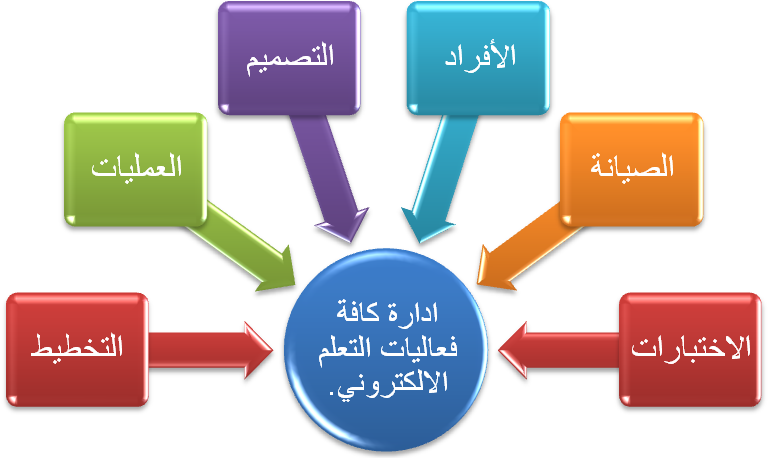 الأفراد
التصميم
الصيانة
العمليات
الاختبارات
التخطيط
ادارة كافة
فعاليات التعلم
الالكتروني.